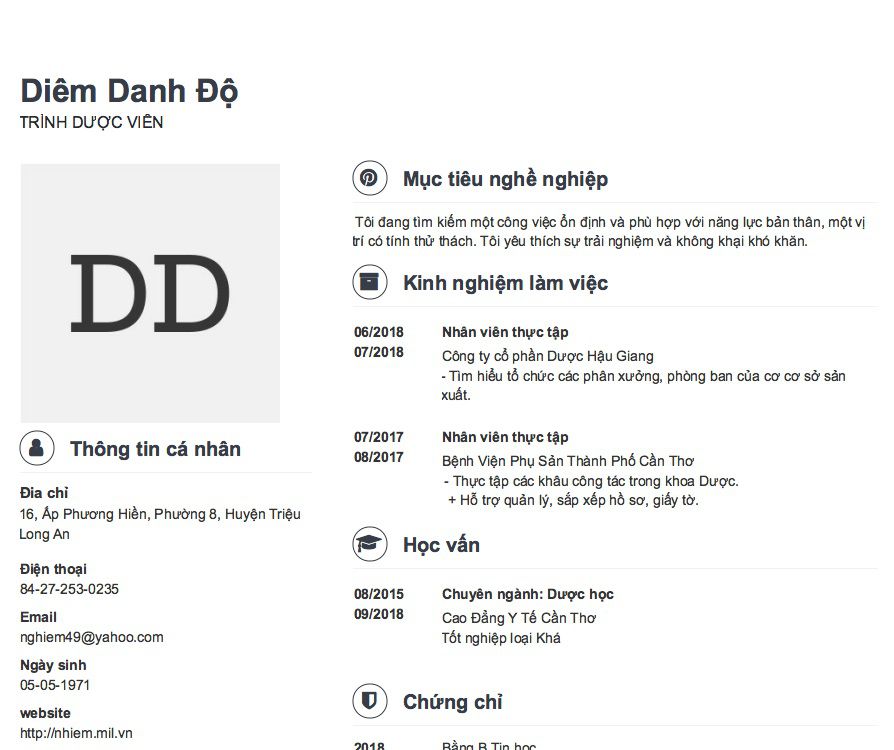 Diêm Danh Độ
TRÌNH DƯỢC VIÊN
DD
Thông tin cá nhân
Đia chỉ
16, Ấp Phương Hiền, Phường 8, Huyện Triệu
Long An
Điện thoại
84-27-253-0235
Email
nghiem49@yahoo.com
Ngày sinh
05-05-1971
website
http://nhiem.mil.vn
Mục tiêu nghề nghiệp
Tôi đang tìm kiếm một công việc ổn định và phù hợp với năng lực bản thân, một vị
trí có tính thử thách. Tôi yêu thích sự trải nghiệm và không khại khó khăn.
Kinh nghiệm làm việc
06/2018 Nhân viên thực tập
07/2018 Công ty cổ phần Dược Hậu Giang
- Tìm hiểu tổ chức các phân xưởng, phòng ban của cơ cơ sở sản
xuất.
07/2017 Nhân viên thực tập
08/2017 Bệnh Viện Phụ Sản Thành Phố Cần Thơ
- Thực tập các khâu công tác trong khoa Dược.
+ Hỗ trợ quản lý, sắp xếp hồ sơ, giấy tờ.
Học vấn
08/2015 Chuyên ngành: Dược học
09/2018 Cao Đẳng Y Tế Cần Thơ
Tốt nghiệp loại Khá
Chứng chỉ
2018 Bằng B Tin học